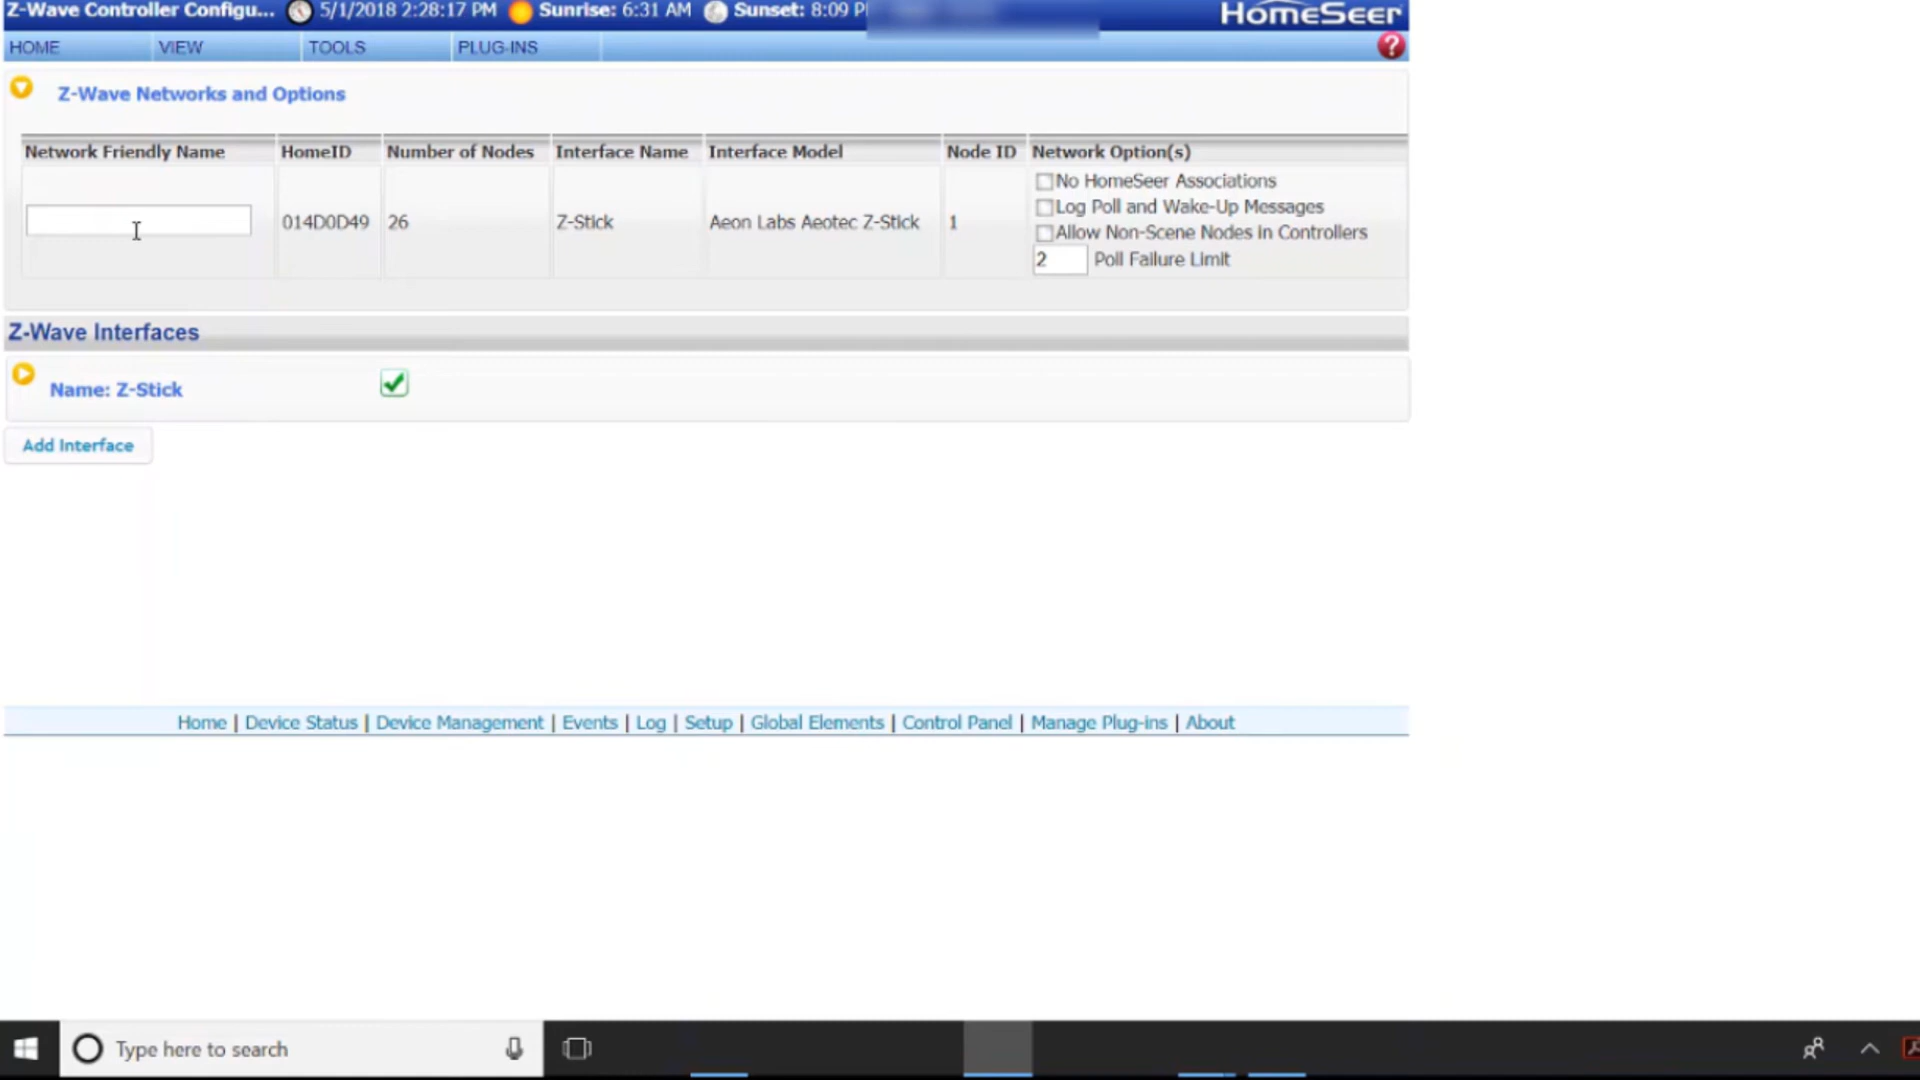 Z-Wave Controller Configu... 5/1/2018 2:28:17 PM Sunrise: 6:31 AM Sunset: 8:09 HomeSeer
HOME VIEW TOOLS PLUG-INS ?
Z-Wave Networks and Options
Network Friendly Name HomeID Number of Nodes Interface Name Interface Model Node ID Network Option(s)
No HomeSeer Associations
Log Poll and Wake-Up Messages
014D0D49 26 Z-Stick Aeon Labs Aeotec Z-Stick 1
Allow Non-Scene Nodes in Controllers
2 Poll Failure Limit
Z-Wave Interfaces
Name: Z-Stick
Add Interface
Home | Device Status | Device Management | Events | Log | Setup | Global Elements | Control Panel | Manage Plug-ins | About
Type here to search